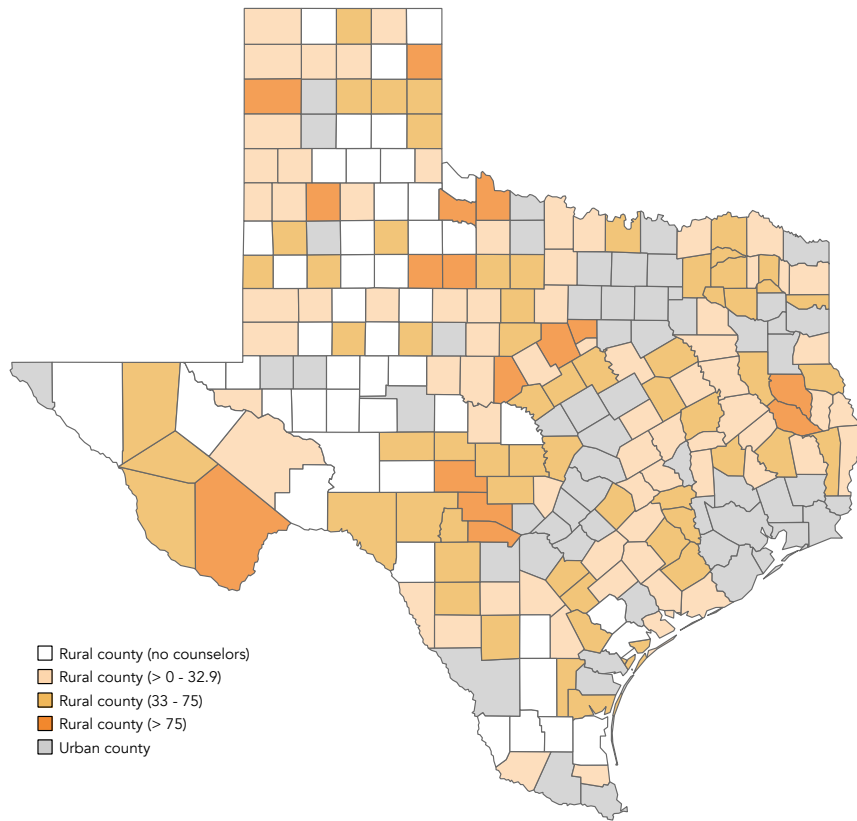 Rural county (no counselors)
Rural county (> 0 - 32.9)
Rural county (33 - 75)
Rural county (> 75)
Urban county